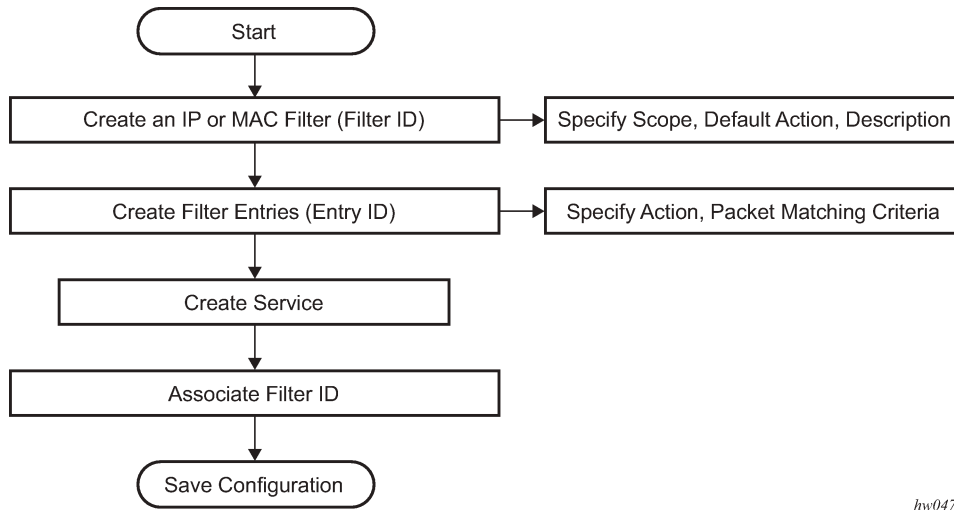 Start
Create an IP or MAC Filter (Filter ID)
Specify Scope, Default Action, Description
Create Filter Entries (Entry ID)
Specify Action, Packet Matching Criteria
Create Service
Associate Filter ID
Save Configuration
hw047